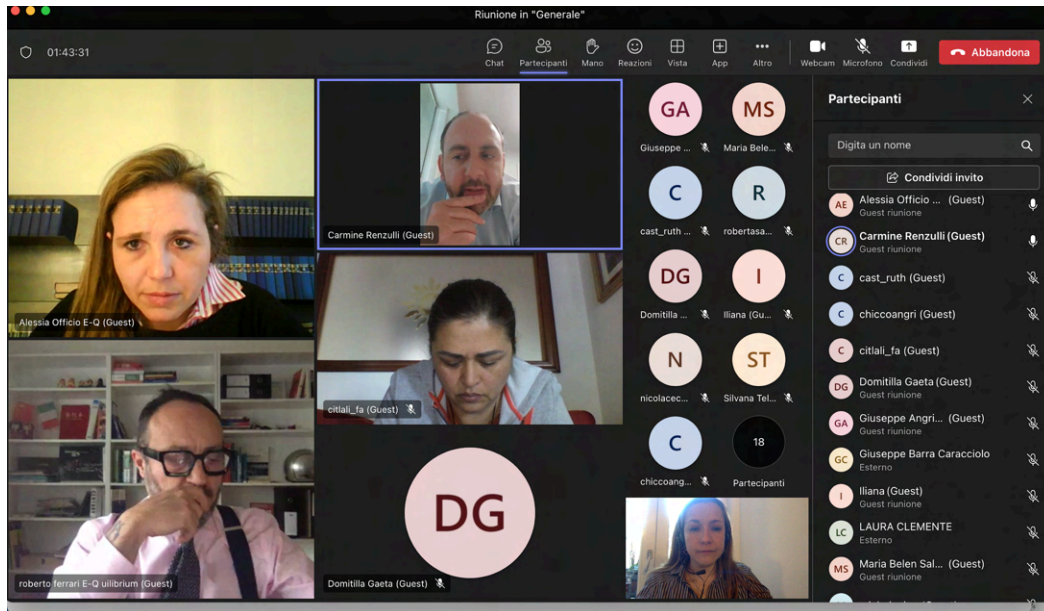 Riunione in "Generale"
01:43:31
Chat
Partecipanti
Mano
Reazioni
Vista
App
Altro
Webcam
Microfono
Condividi
Abbandona
Alessia Officio E-Q (Guest)
Carmine Renzulli (Guest)
citlali_fa (Guest)
roberto ferrari E-Q uilibrium (Guest)
DG
Domitilla Gaeta (Guest)
GA
Giuseppe ...
MS
Maria Bele...
C
cast_ruth ...
R
robertasa...
DG
Domitilla ...
I
Iliana (Gu...
N
nicolacec...
ST
Silvana Tel...
C
chiccoang...
18
Partecipanti
Partecipanti
Digita un nome
Condividi invito
AE
Alessia Officio ... (Guest)
Guest riunione
CR
Carmine Renzulli (Guest)
Guest riunione
C
cast_ruth (Guest)
C
chiccoangri (Guest)
C
citlali_fa (Guest)
DG
Domitilla Gaeta (Guest)
Guest riunione
GA
Giuseppe Angri... (Guest)
Guest riunione
GC
Giuseppe Barra Caracciolo
Esterno
I
Iliana (Guest)
Guest riunione
LC
LAURA CLEMENTE
Esterno
MS
Maria Belen Sal... (Guest)
Guest riunione